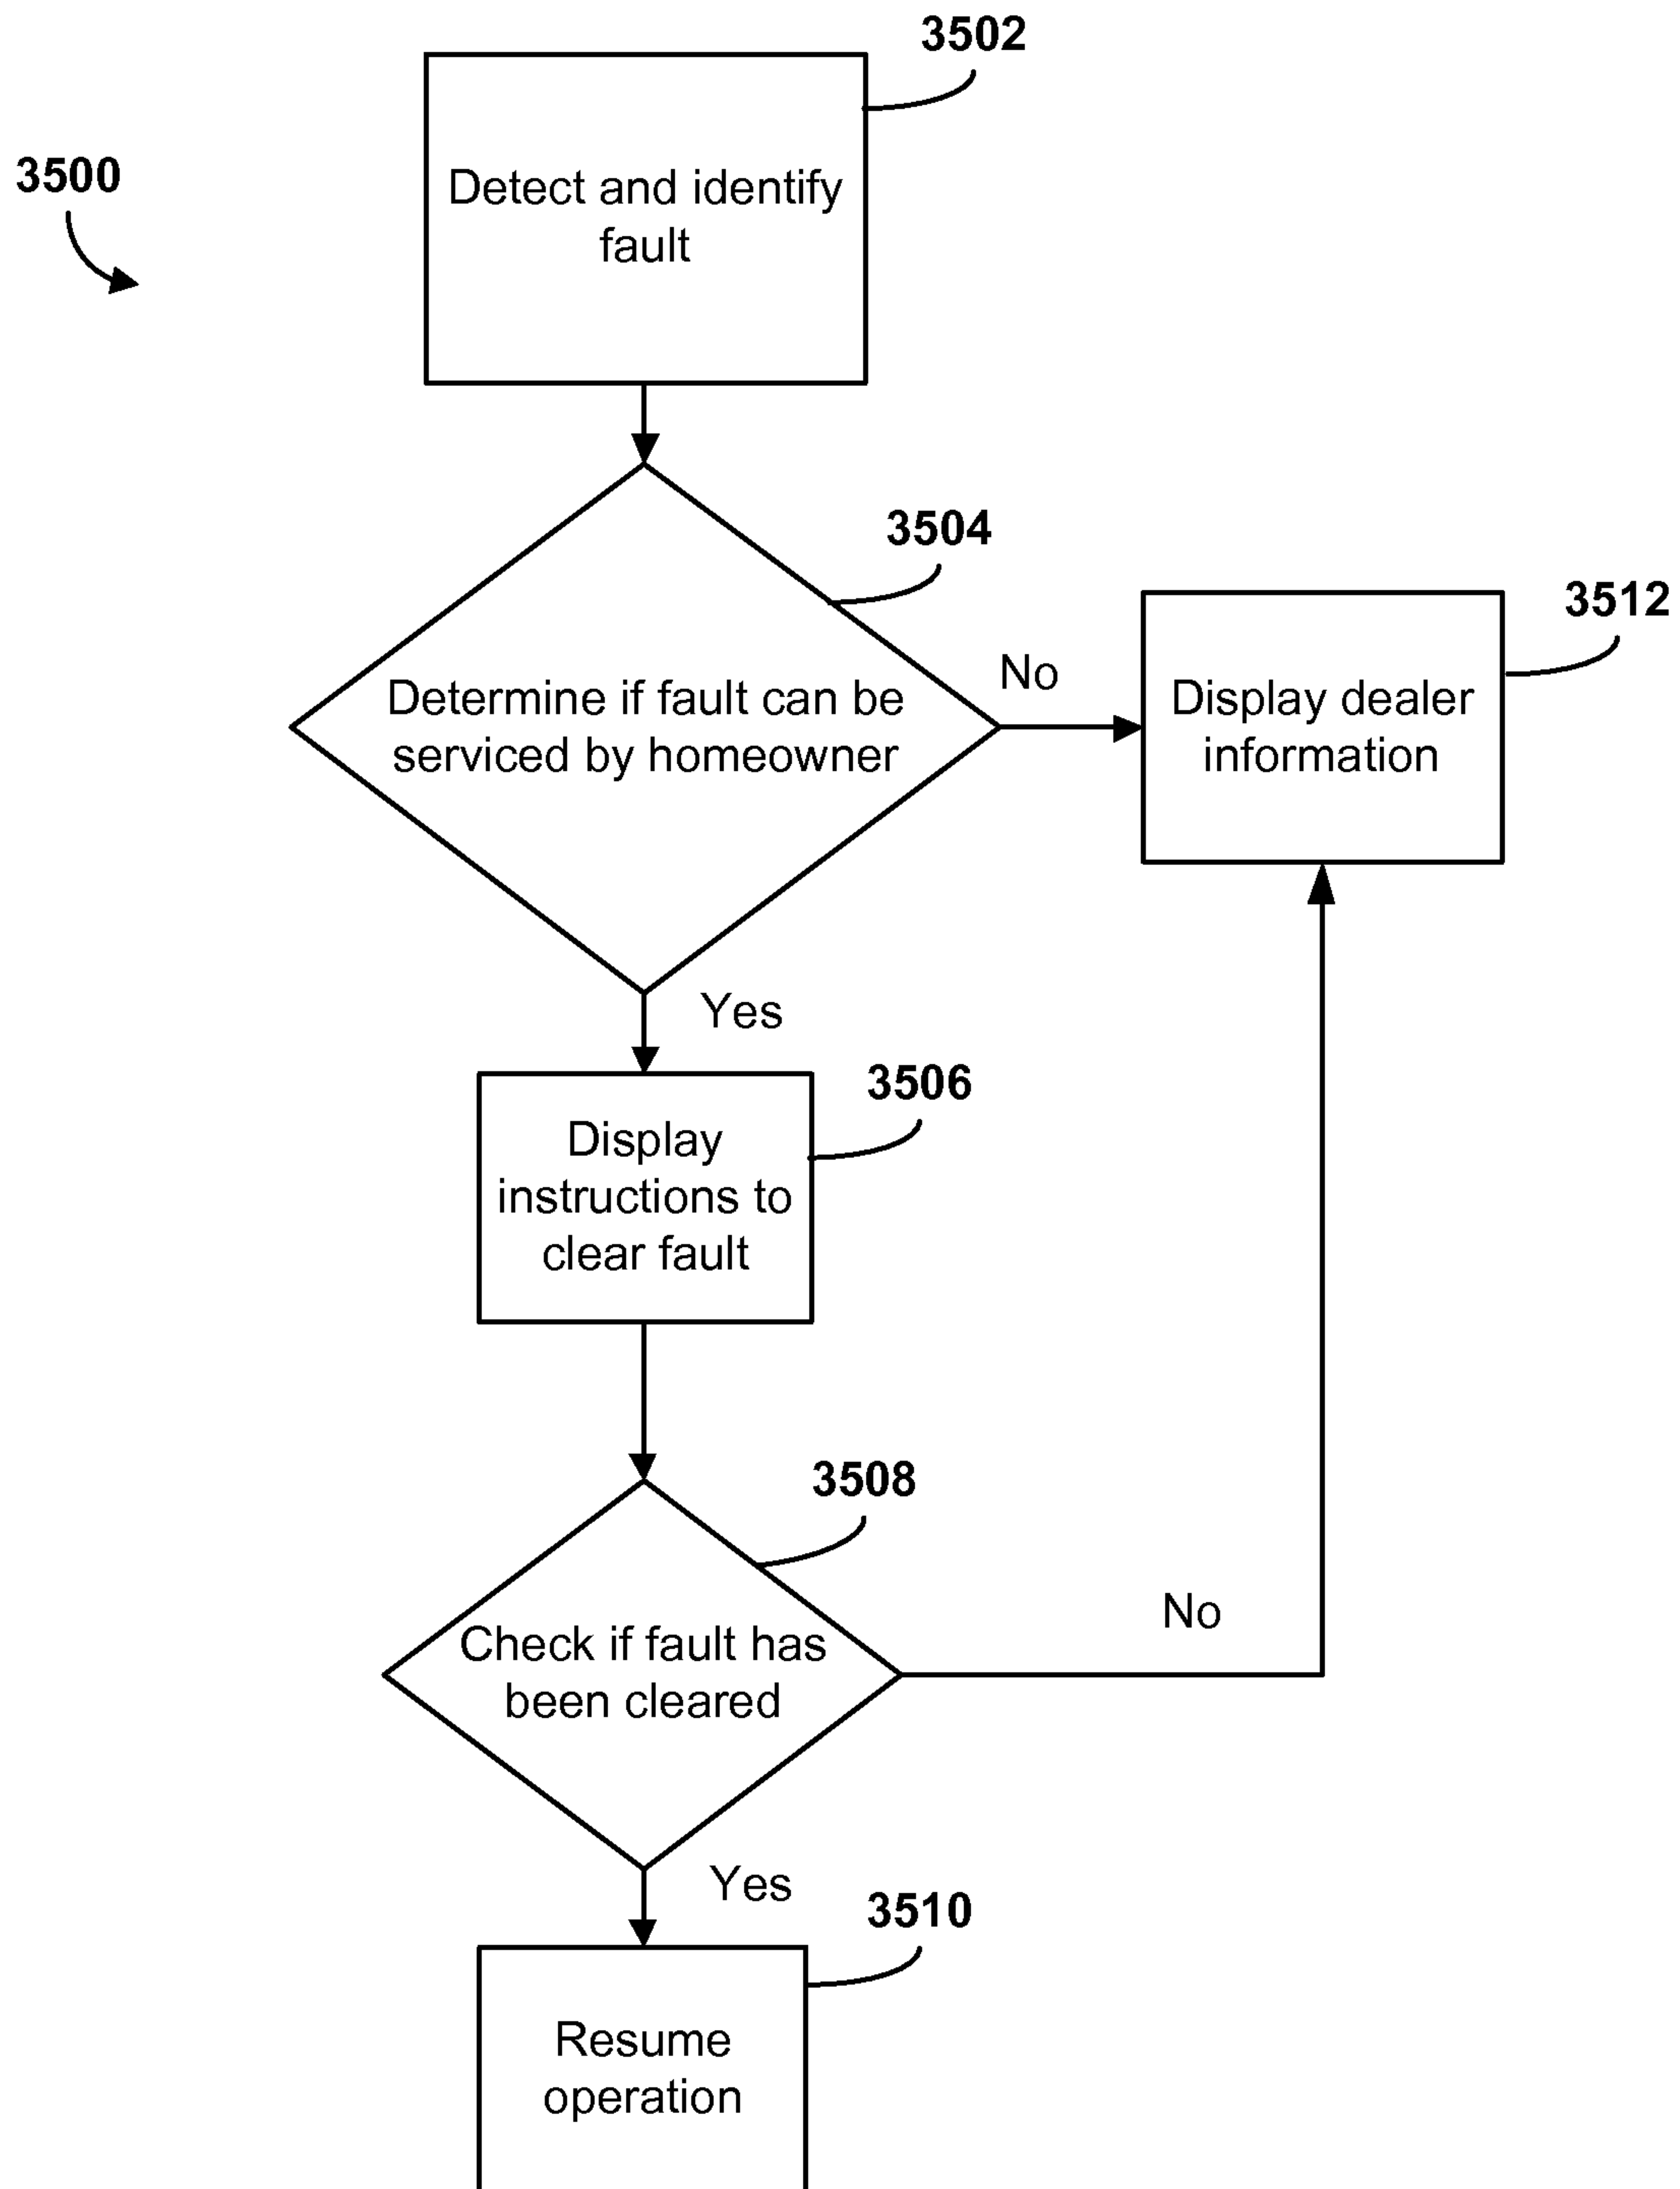 3502
3500
Detect and identify
fault
3504
3512
No
Determine if fault can be
serviced by homeowner
Display dealer
information
Yes
3506
Display
instructions to
clear fault
3508
No
Check if fault has
been cleared
Yes
3510
Resume
operation